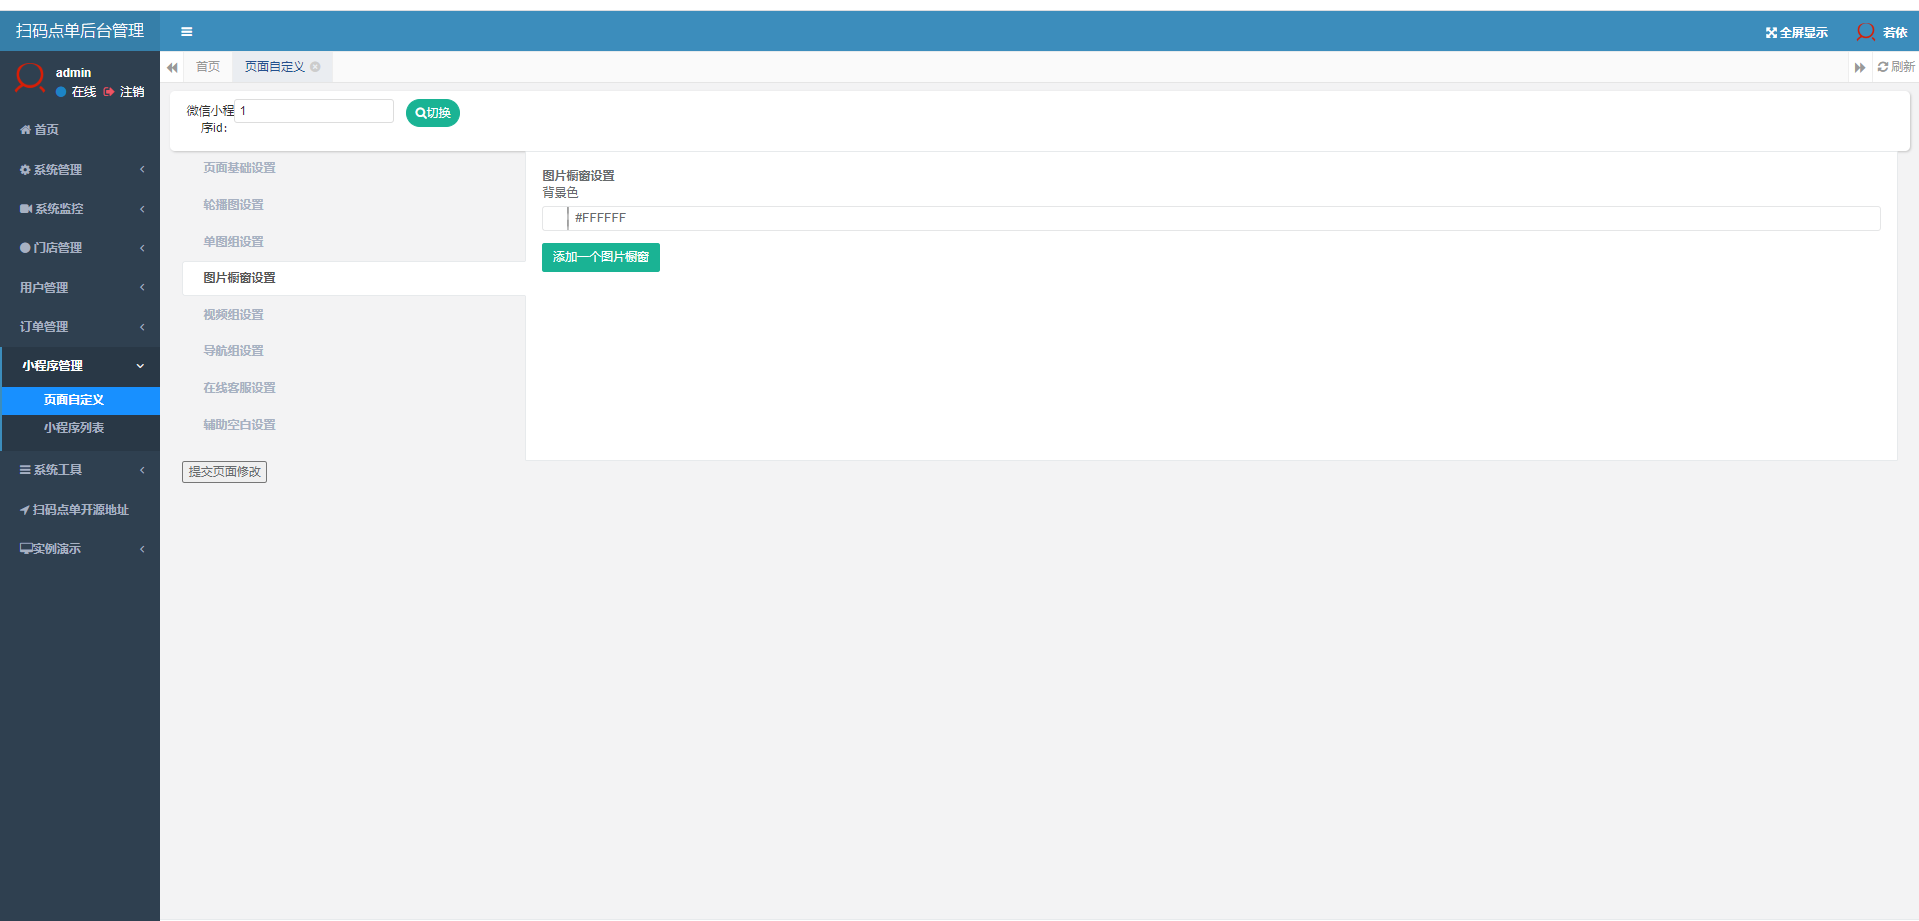 扫码点单后台管理
全屏显示
若依
admin
在线
注销
首页
页面自定义
刷新
首页
系统管理
系统监控
门店管理
用户管理
订单管理
小程序管理
页面自定义
小程序列表
系统工具
扫码点单开源地址
实例演示
微信小程
序id:
1
切换
页面基础设置
轮播图设置
单图组设置
图片橱窗设置
视频组设置
导航组设置
在线客服设置
辅助空白设置
提交页面修改
图片橱窗设置
背景色
#FFFFFF
添加一个图片橱窗